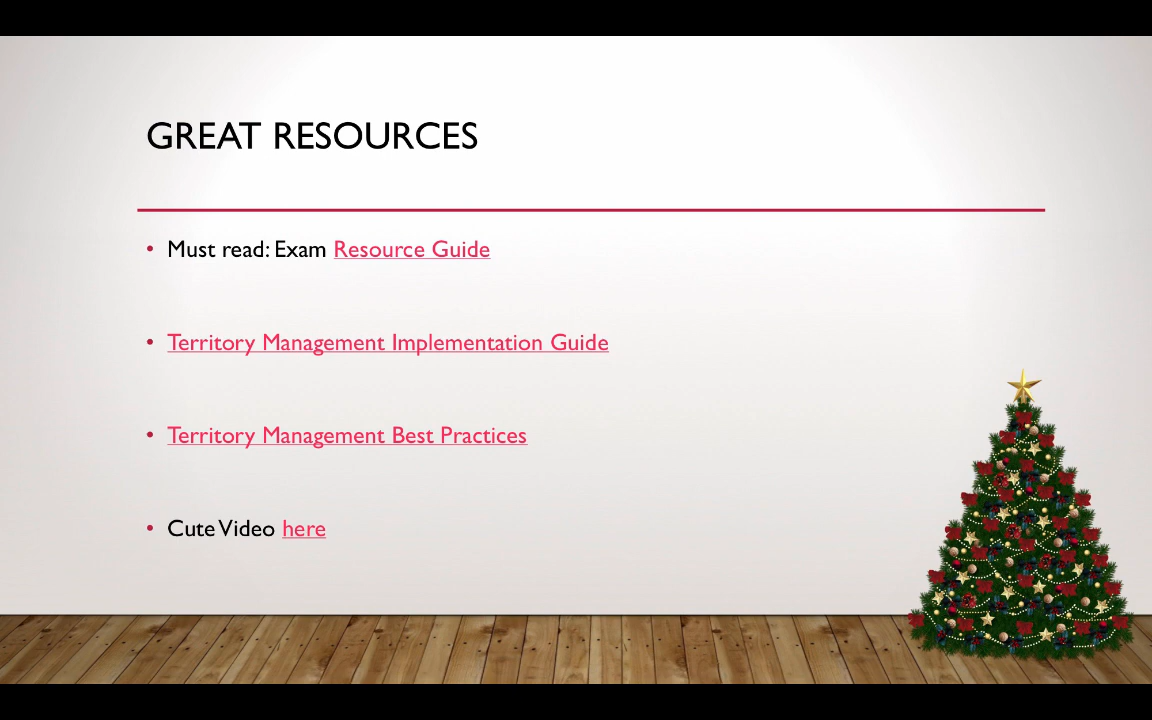 GREAT RESOURCES
• Must read: Exam Resource Guide
• Territory Management Implementation Guide
• Territory Management Best Practices
• Cute Video here